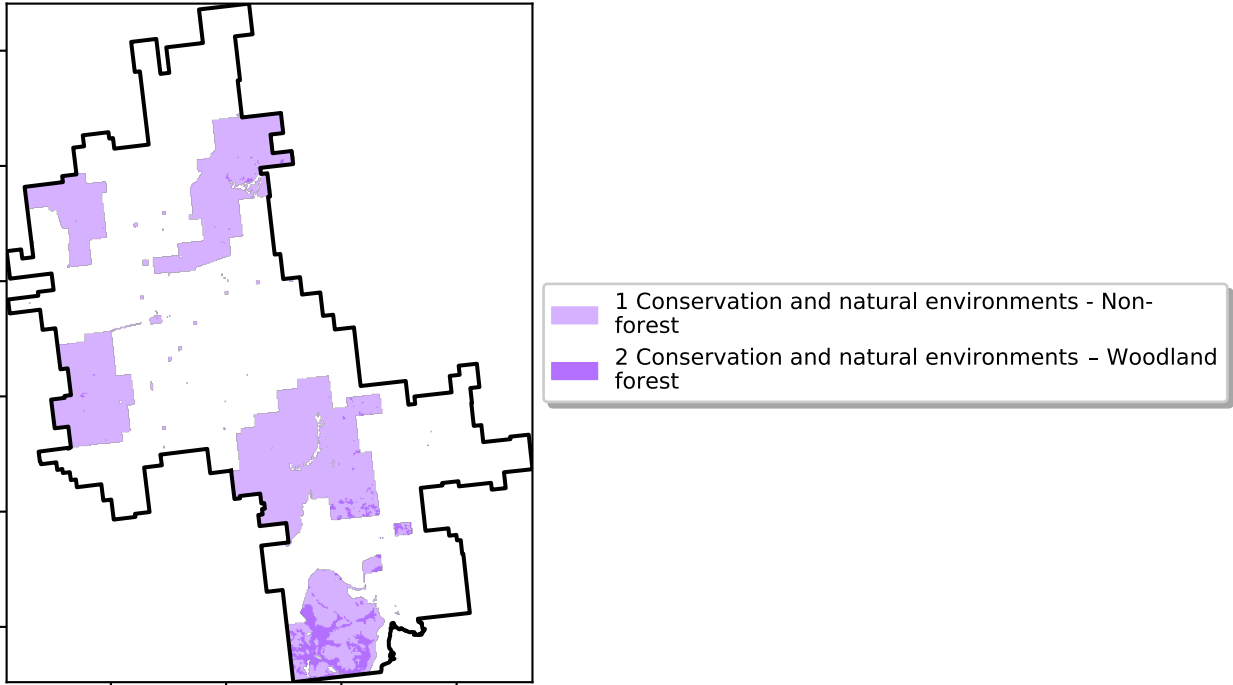 1 Conservation and natural environments - Non-
forest
2 Conservation and natural environments – Woodland
forest